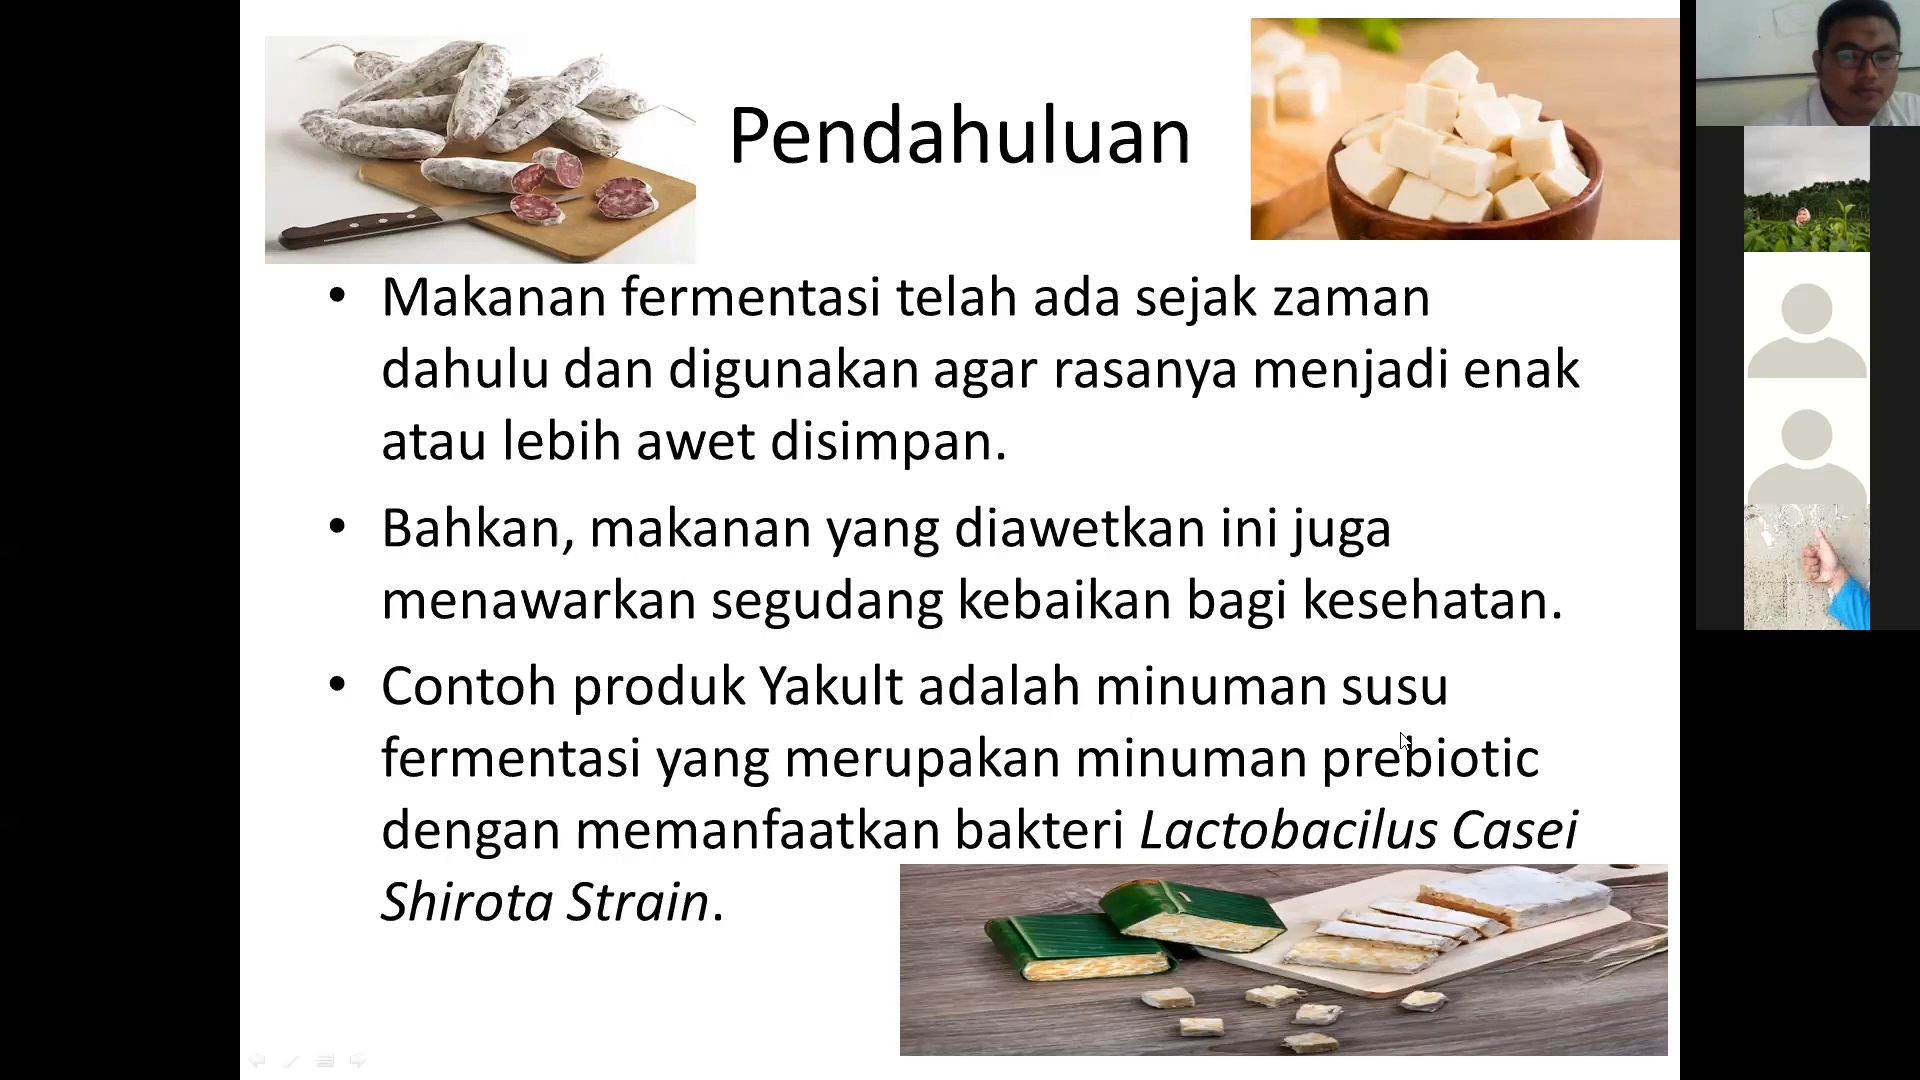 Pendahuluan
• Makanan fermentasi telah ada sejak zaman
dahulu dan digunakan agar rasanya menjadi enak
atau lebih awet disimpan.
• Bahkan, makanan yang diawetkan ini juga
menawarkan segudang kebaikan bagi kesehatan.
• Contoh produk Yakult adalah minuman susu
fermentasi yang merupakan minuman prebiotic
dengan memanfaatkan bakteri Lactobacilus Casei
Shirota Strain.